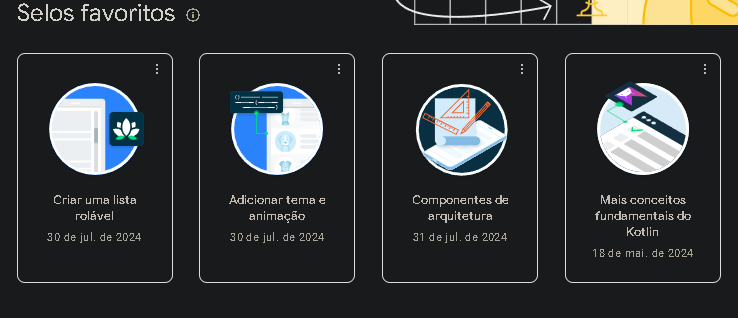 Selos favoritos
Criar uma lista
rolável
30 de jul. de 2024
Adicionar tema e
animação
30 de jul. de 2024
Componentes de
arquitetura
31 de jul. de 2024
Mais conceitos
fundamentais do
Kotlin
18 de mai. de 2024